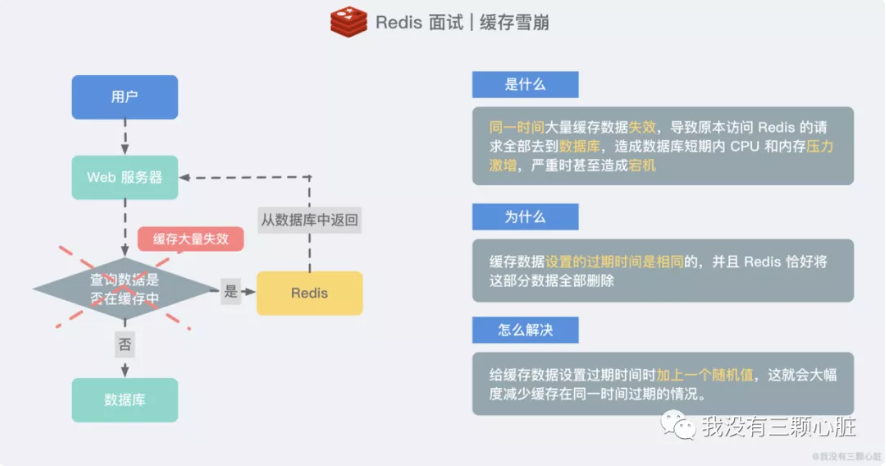 Redis 面试 | 缓存雪崩
用户
Web 服务器
从数据库中返回
缓存大量失效
查询数据是
否在缓存中
是
Redis
否
数据库
是什么
同一时间大量缓存数据失效，导致原本访问 Redis 的请
求全部去到数据库，造成数据库短期内 CPU 和内存压力
激增，严重时甚至造成宕机
为什么
缓存数据设置的过期时间是相同的，并且 Redis 恰好将
这部分数据全部删除
怎么解决
给缓存数据设置过期时间时加上一个随机值，这就会大幅
度减少缓存在同一时间过期的情况。
我没有三颗心脏
@我没有三颗心脏